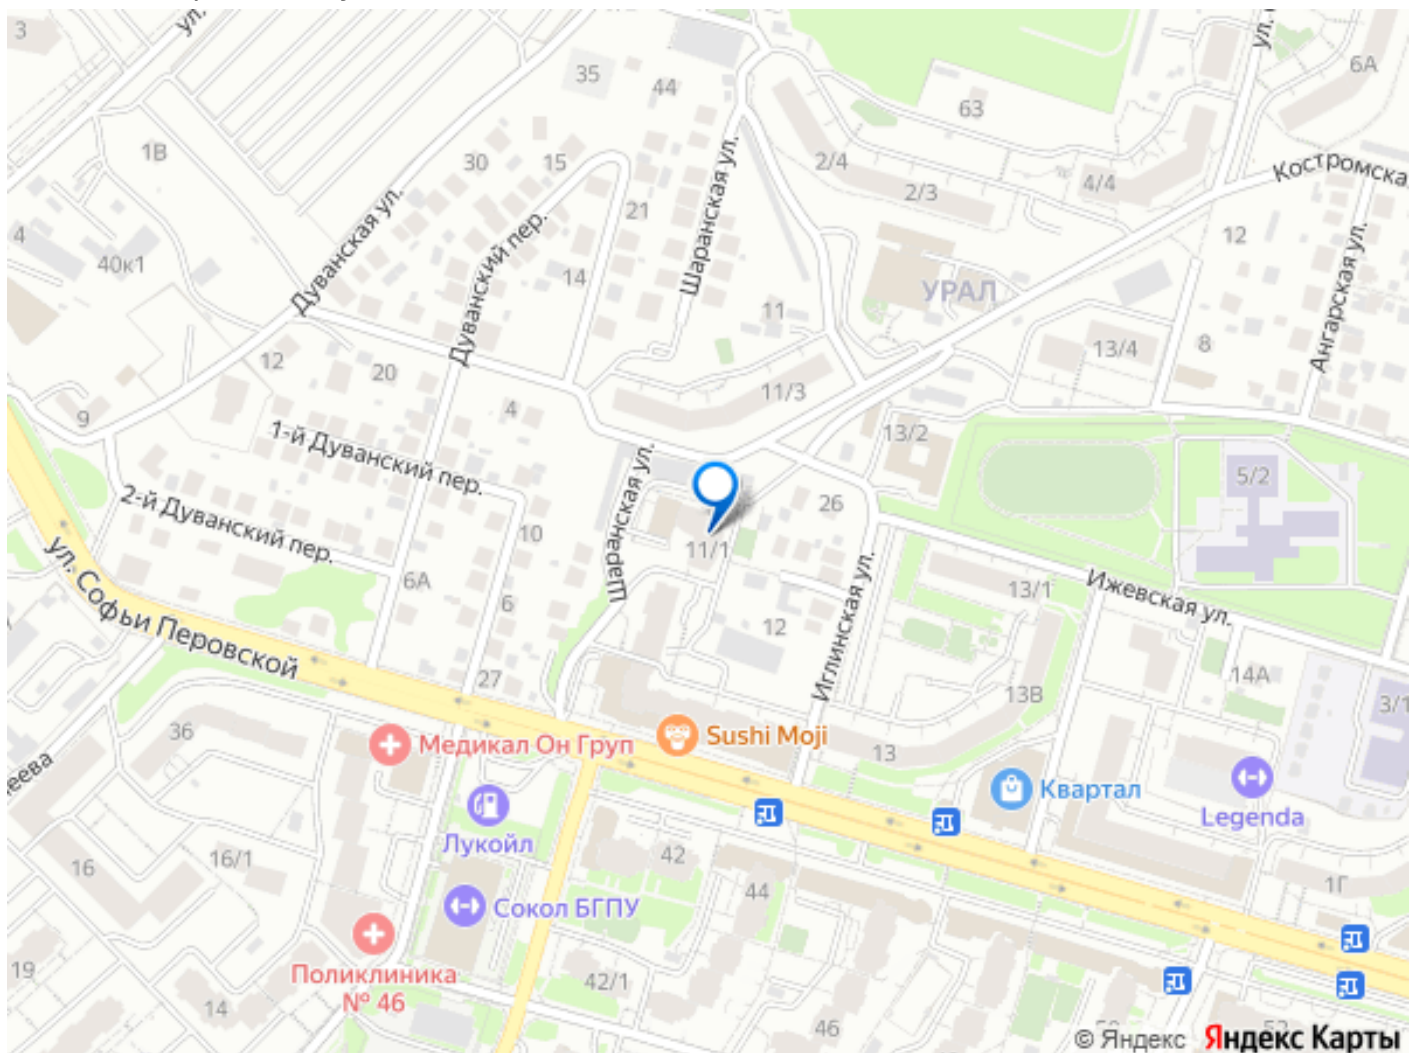 3
ул.
35
44
63
ул.
6А
1В
30
15
2/4
2/3
4/4
Костромска
4
40к1
Дуванская ул.
Дуванский пер.
21
14
Шаранская ул.
УРАЛ
12
Ангарская ул.
11
13/4
8
12
20
4
11/3
9
1-й Дуванский пер.
13/2
5/2
2-й Дуванский пер.
10
Шаранская ул.
11/1
26
6А
6
13/1
Ижевская ул.
ул. Софьи Перовской
12
Иглинская ул.
27
13В
14А
3/1
36
Медикал Он Груп
Sushi Moji
13
еева
Квартал
Legenda
Лукойл
16/1
16
42
44
1Г
Сокол БГПУ
19
Поликлиника
№ 46
42/1
14
46
© Яндекс Яндекс Карты